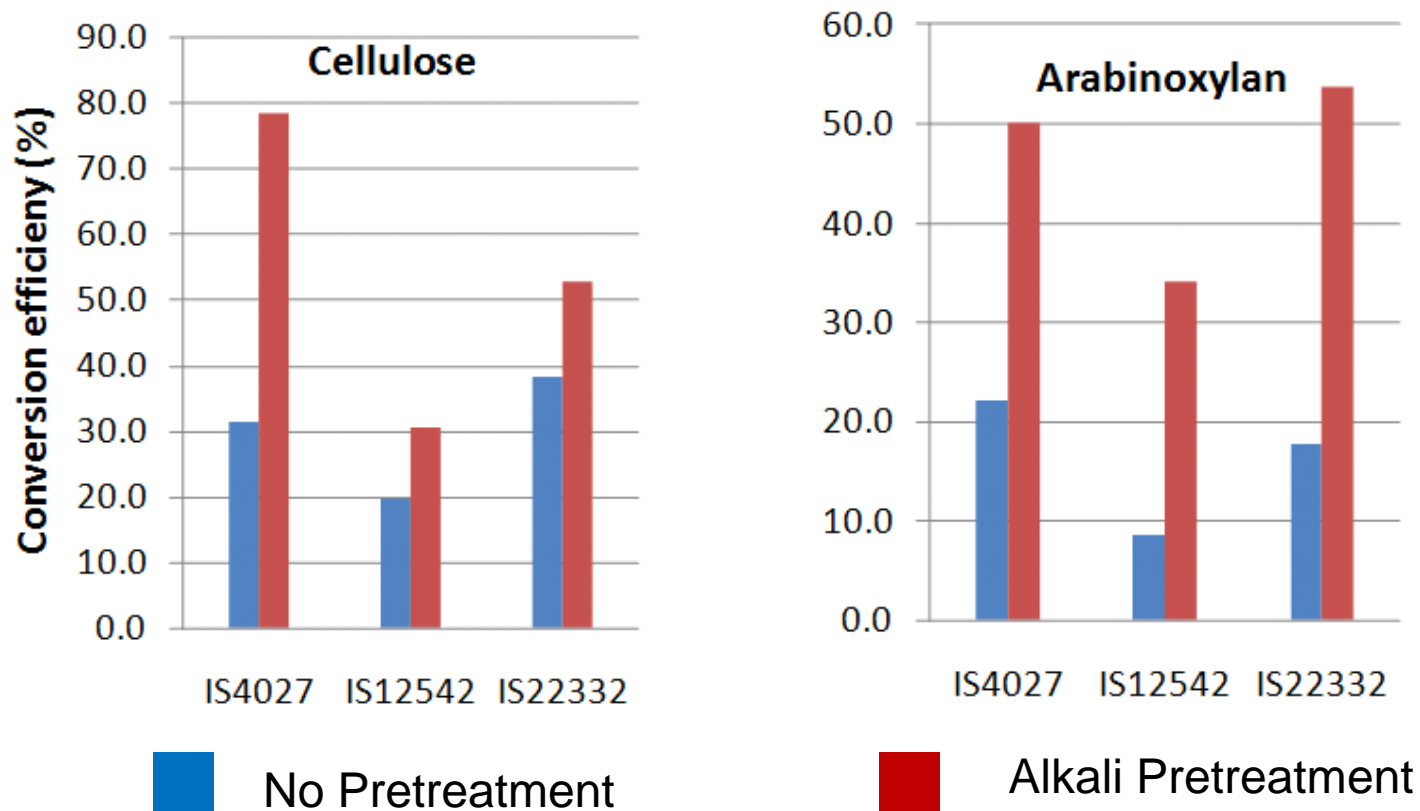 Cellulose
Conversion efficieny (%)
90.0
80.0
70.0
60.0
50.0
40.0
30.0
20.0
10.0
0.0
IS4027 IS12542 IS22332
Arabinoxylan
60.0
50.0
40.0
30.0
20.0
10.0
0.0
IS4027 IS12542 IS22332
No Pretreatment
Alkali Pretreatment